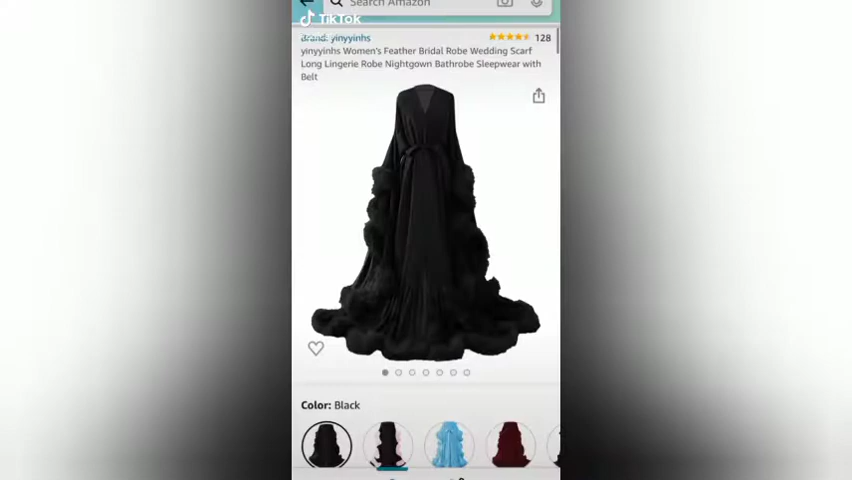 Search Amazon
TikTok
Brand: yinyyinhs
128
yinyyinhs Women's Feather Bridal Robe Wedding Scarf
Long Lingerie Robe Nightgown Bathrobe Sleepwear with
Belt
Color: Black